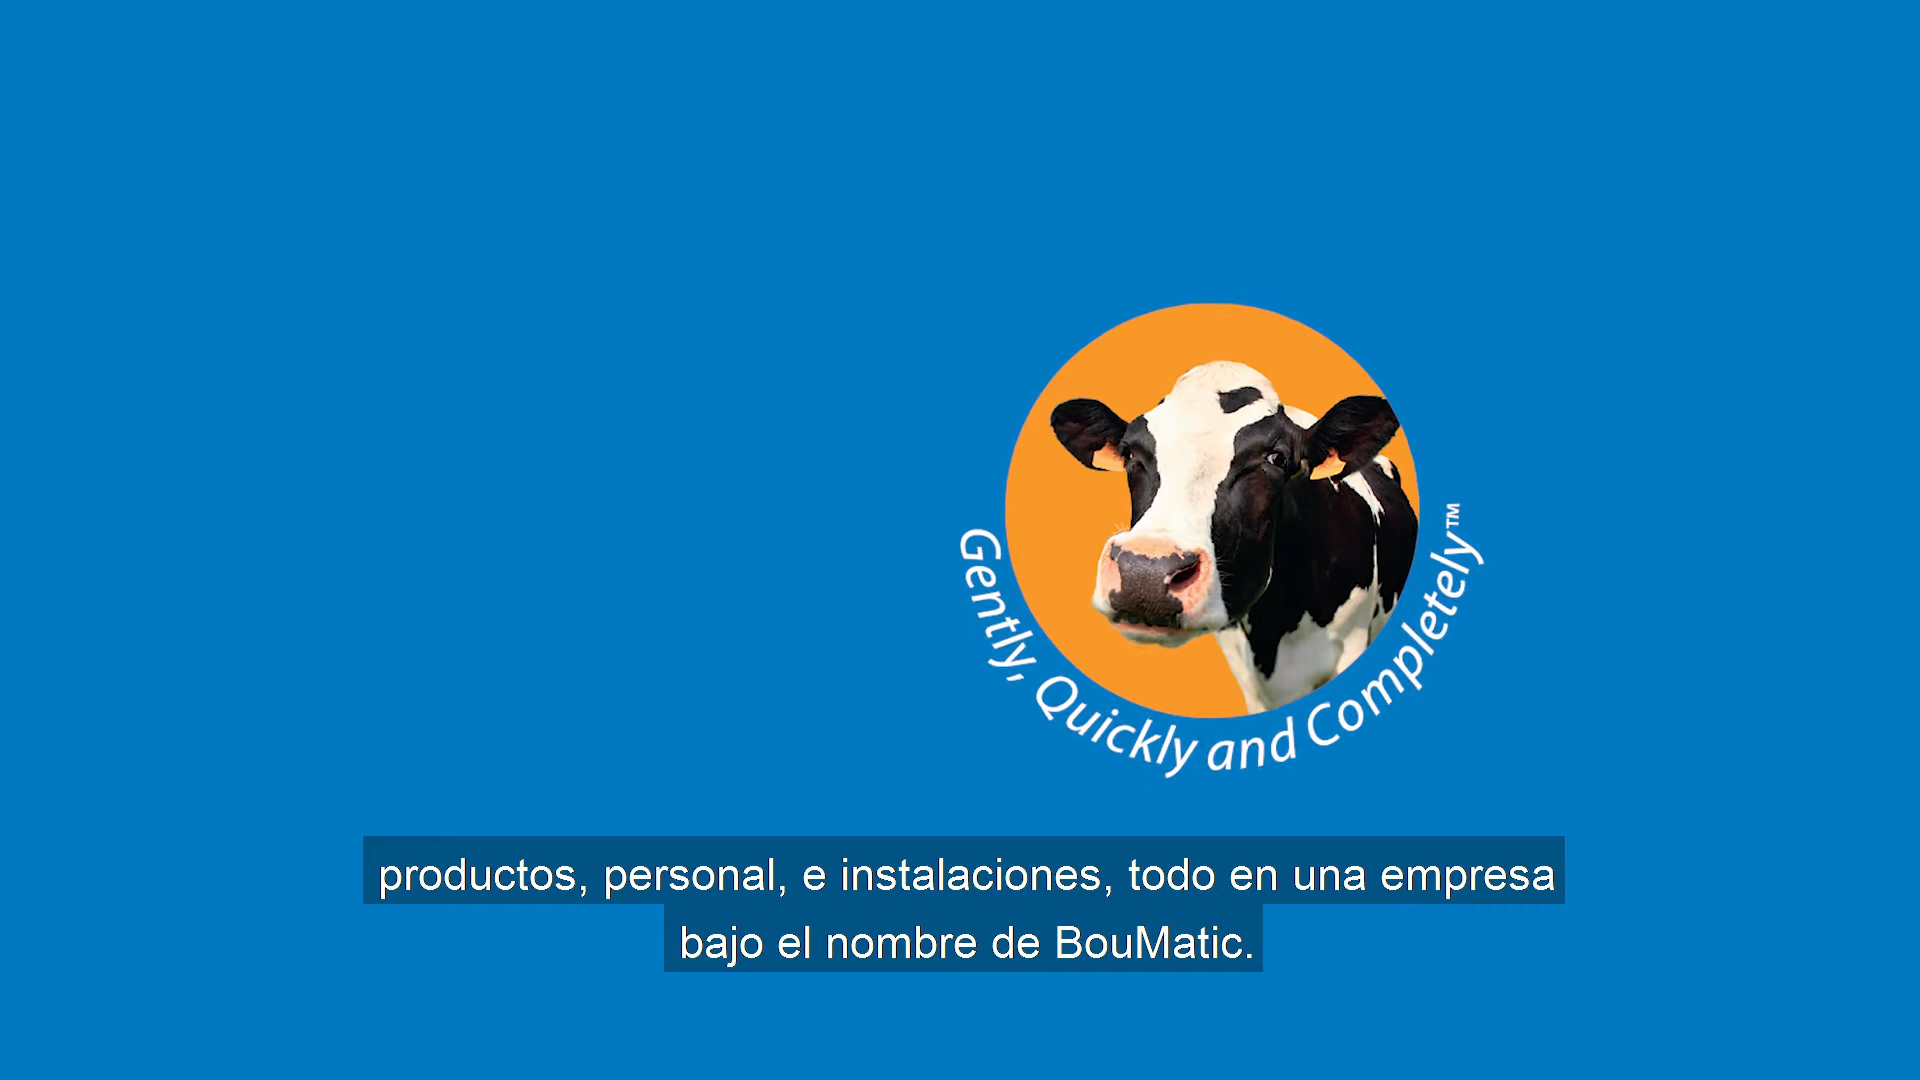 Gently, Quickly and Completely™
productos, personal, e instalaciones, todo en una empresa
bajo el nombre de BouMatic.